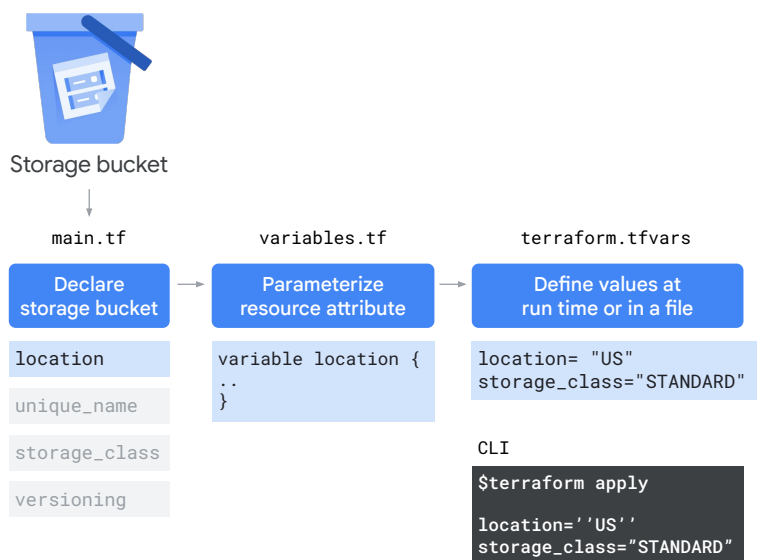 Storage bucket
main.tf
variables.tf
terraform.tfvars
Declare
storage bucket
Parameterize
resource attribute
Define values at
run time or in a file
location
unique_name
storage_class
versioning
variable location {
..
}
location= "US"
storage_class="STANDARD"
CLI
$terraform apply
location=’’US’’
storage_class=”STANDARD”